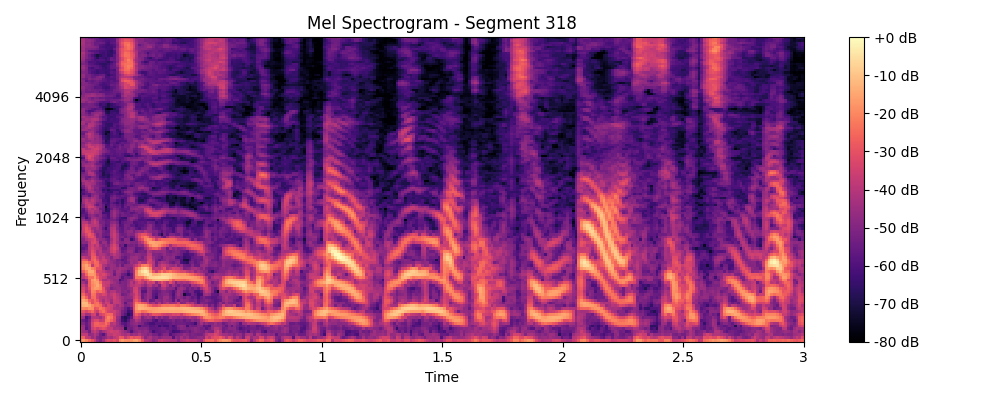 Mel Spectrogram - Segment 318
+0 dB
-10 dB
-20 dB
-30 dB
-40 dB
-50 dB
-60 dB
-70 dB
-80 dB
4096
2048
1024
512
0
Frequency
0
0.5
1
1.5
2
2.5
3
Time